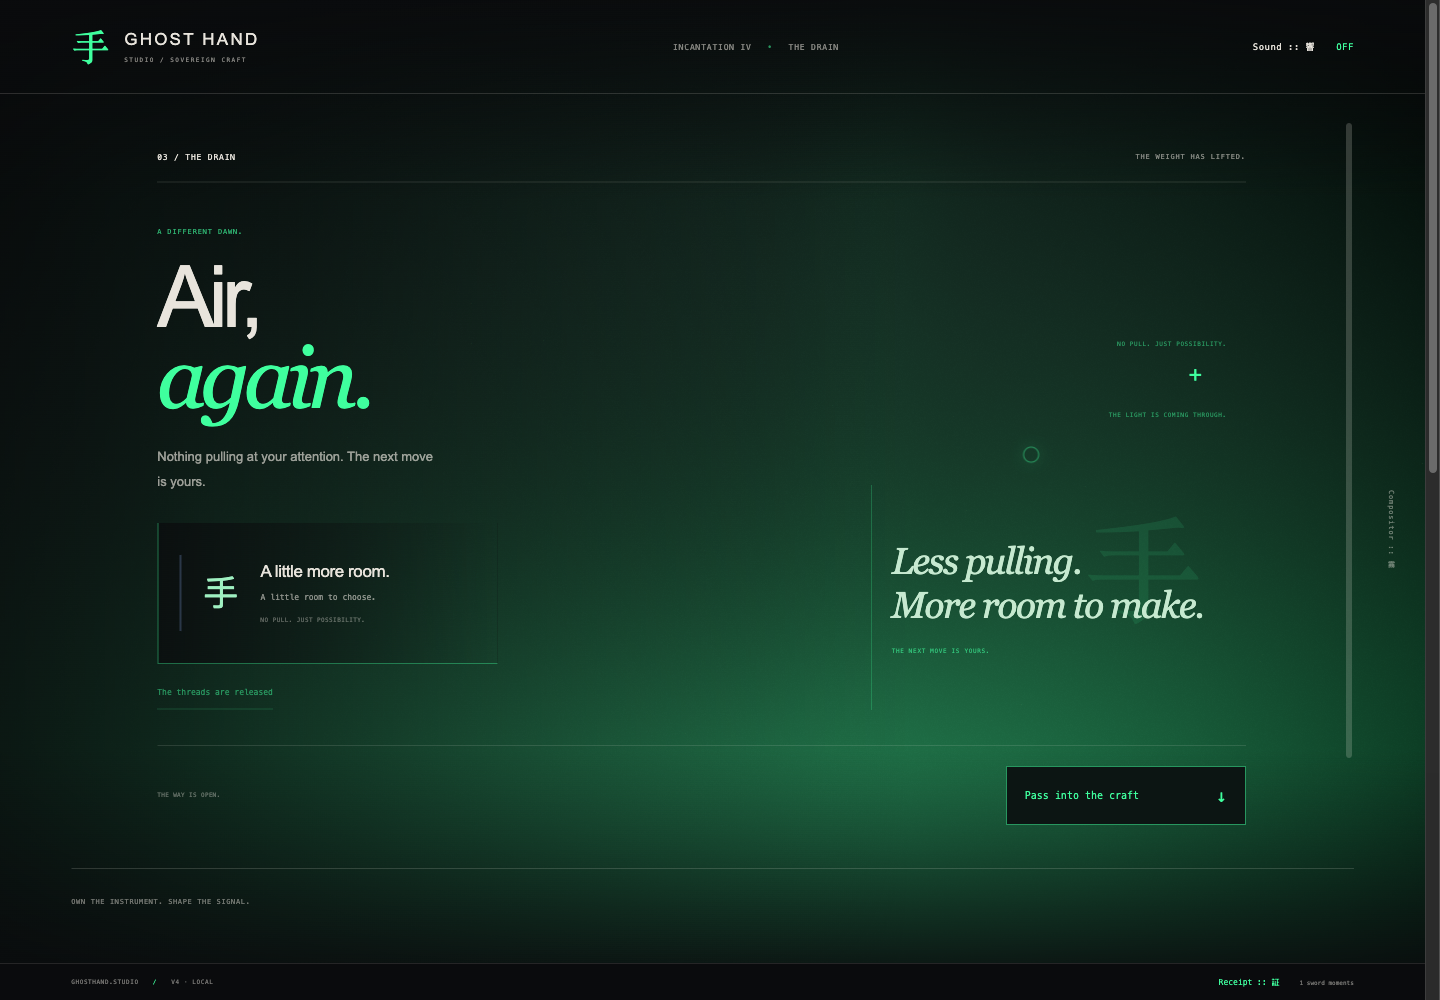 手
GHOST HAND
STUDIO / SOVEREIGN CRAFT
INCANTATION IV • THE DRAIN
Sound :: 響 OFF
03 / THE DRAIN
THE WEIGHT HAS LIFTED.
A DIFFERENT DAWN.
Air,
again.
Nothing pulling at your attention. The next move
is yours.
手
A little more room.
A little room to choose.
NO PULL. JUST POSSIBILITY.
The threads are released
NO PULL. JUST POSSIBILITY.
+
THE LIGHT IS COMING THROUGH.
手
Less pulling.
More room to make.
THE NEXT MOVE IS YOURS.
Compositor ::
THE WAY IS OPEN.
Pass into the craft ↓
OWN THE INSTRUMENT. SHAPE THE SIGNAL.
GHOSTHAND.STUDIO / V4 · LOCAL
Receipt :: 証
1 sword moments